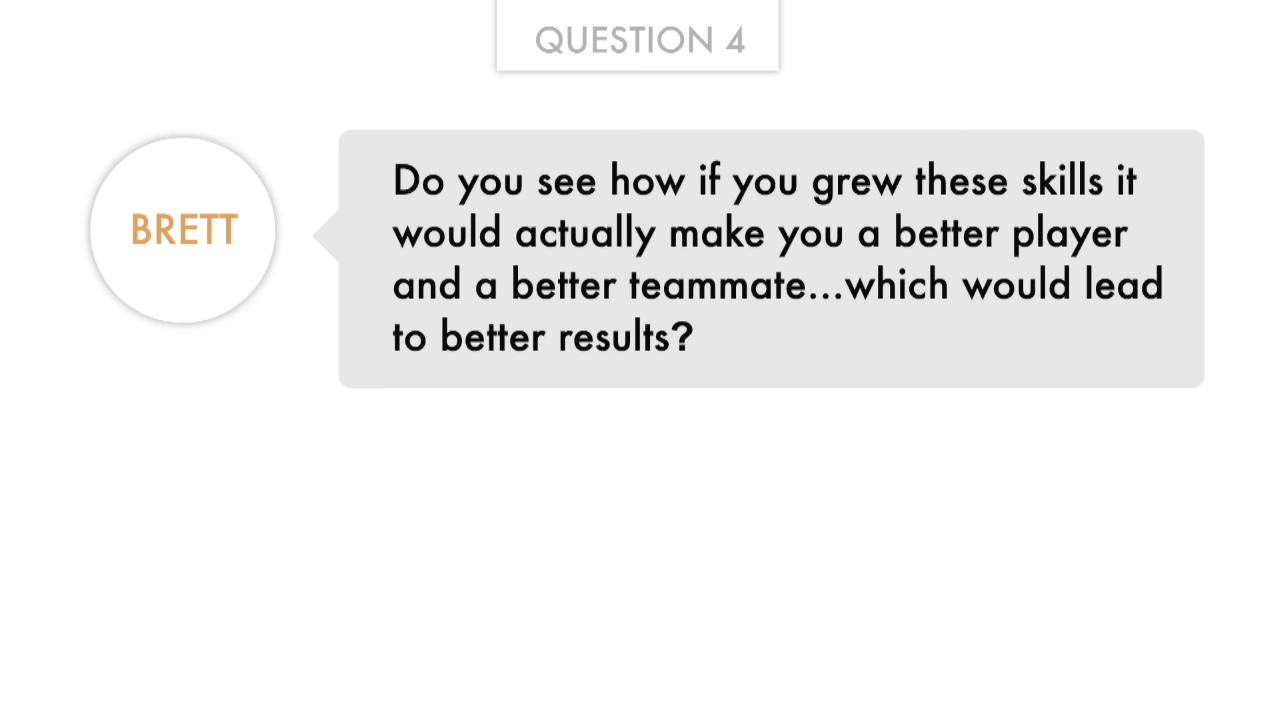 QUESTION 4
BRETT
Do you see how if you grew these skills it
would actually make you a better player
and a better teammate...which would lead
to better results?